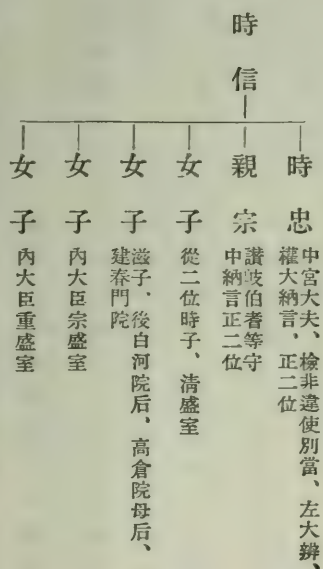 時信
時忠
中宮大夫、檢非違使別當、左大辨、
權大納言、正二位
親宗
讃岐伯耆等守
中納言正二位
女子
從二位時子、清盛室
女子
滋子、後白河院后、高倉院母后、
建春門院
女子
內大臣宗盛室
女子
內大臣重盛室